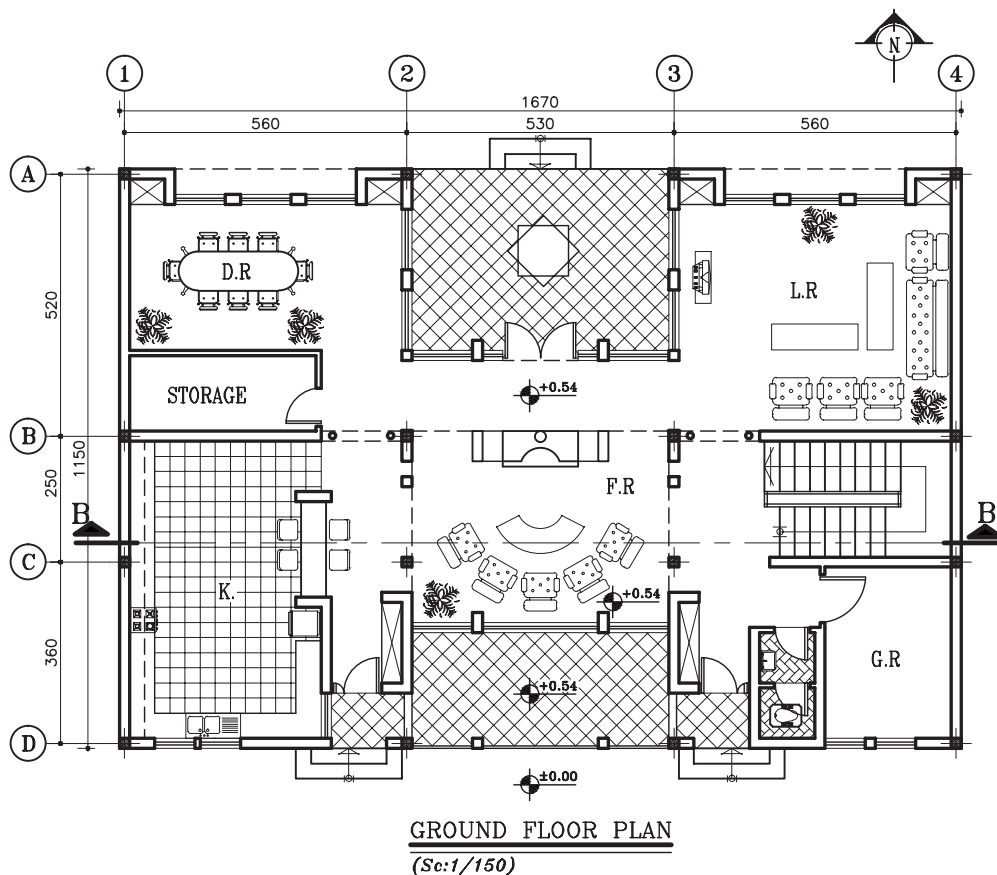 N
1 2 3 4
1670
560 530 560
A
D.R
L.R
520
STORAGE
+0.54
B
1150
250
F.R
B B
C
K.
+0.54
360
G.R
+0.54
D
±0.00
GROUND FLOOR PLAN
(Sc:1/150)